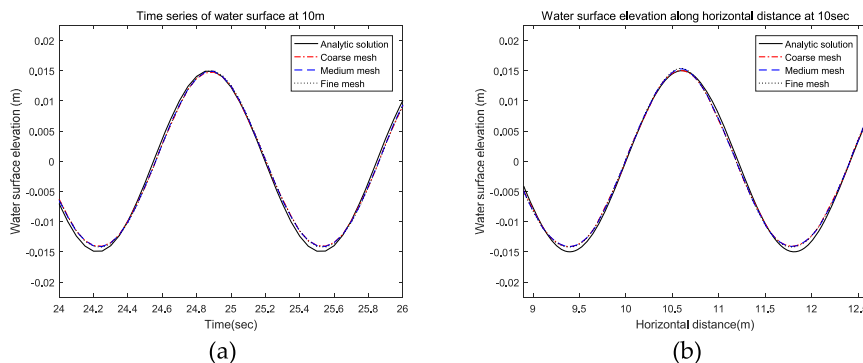 Time series of water surface at 10m
0.02
0.015
0.01
0.005
0
-0.005
-0.01
-0.015
-0.02
Water surface elevation (m)
Analytic solution
Coarse mesh
Medium mesh
Fine mesh
24 24.2 24.4 24.6 24.8 25 25.2 25.4 25.6 25.8 26
Time(sec)
(a)
Water surface elevation along horizontal distance at 10sec
0.02
0.015
0.01
0.005
0
-0.005
-0.01
-0.015
-0.02
Water surface elevation (m)
Analytic solution
Coarse mesh
Medium mesh
Fine mesh
9 9.5 10 10.5 11 11.5 12 12.5
Horizontal distance(m)
(b)